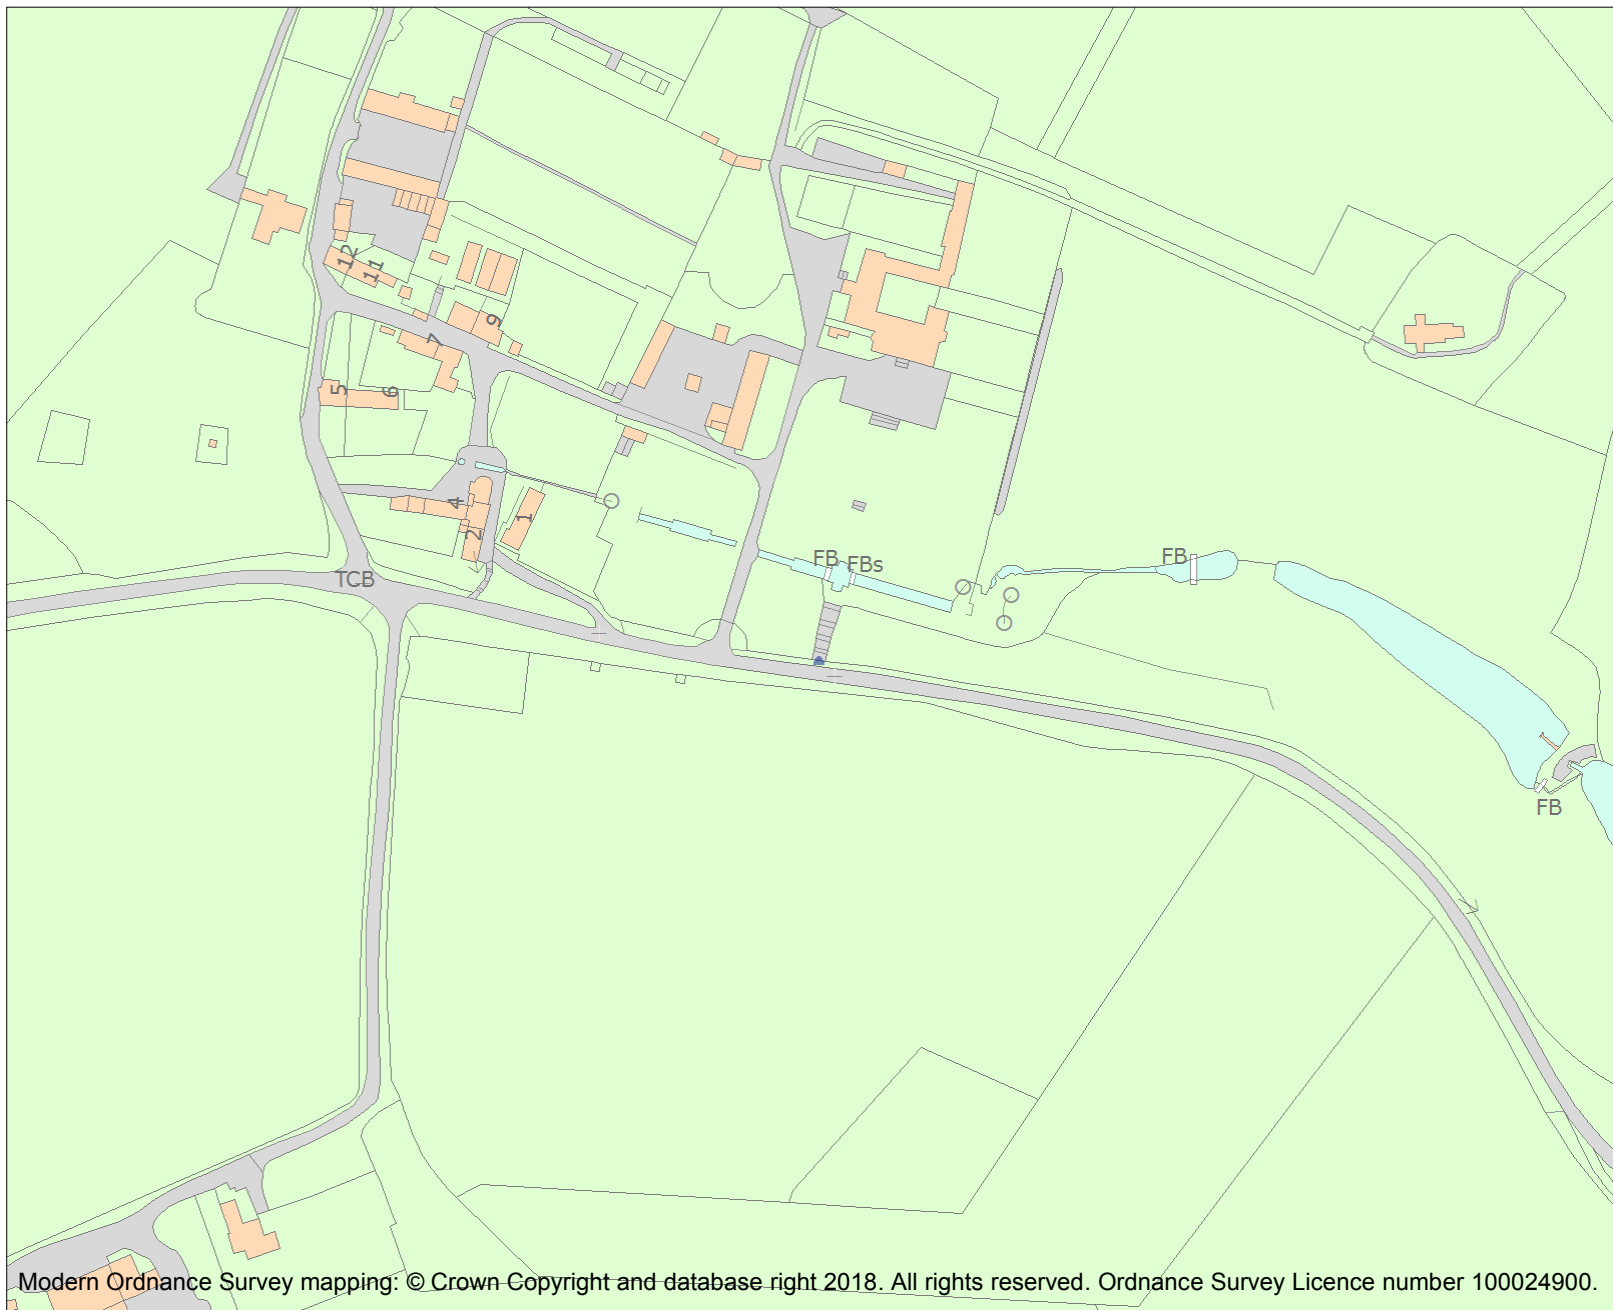 12
11
9
7
5
6
4
1
2
FB
FBs
FB
TCB
FB
Modern Ordnance Survey mapping: © Crown Copyright and database right 2018. All rights reserved. Ordnance Survey Licence number 100024900.